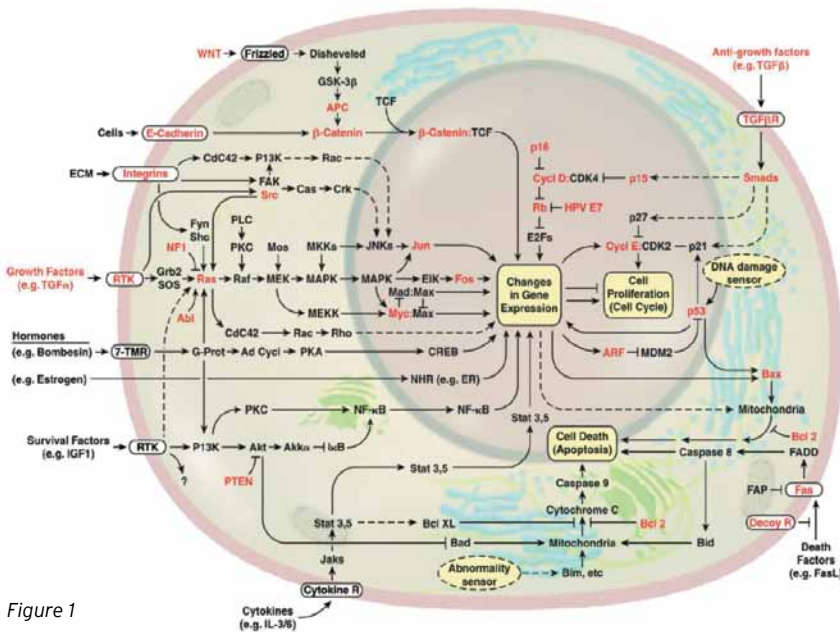 WNT Frizzled Disheveled
Anti-growth factors
(e.g. TGFβ)
GSK-3β
APC
TCF
TGFβR
Cells E-Cadherin β-Catenin β-Catenin:TCF
p16
CdC42 P13K Rac
Cycl D:CDK4 p15 Smads
ECM Integrins
FAK
Src Cas Crk
Rb HPV E7
p27
Fyn
Shc
PLC
E2Fs
NF1
PKC Mos MKKs JNKs Jun
Cycl E:CDK2 p21
DNA damage
sensor
Growth Factors
(e.g. TGFα)
RTK
Grb2
SOS
Ras Raf MEK MAPK MAPK ElK Fos
Changes
in Gene
Expression
Cell
Proliferation
(Cell Cycle)
Mad:Max
Abl
MEKK Myc:Max
p53
CdC42 Rac Rho
Hormones
(e.g. Bombesin) 7-TMR G-Prot Ad Cycl PKA CREB
ARF MDM2
(e.g. Estrogen) NHR (e.g. ER)
Bax
PKC NF-κB NF-κB
Stat 3,5
Mitochondria
Survival Factors
(e.g. IGF1)
RTK P13K Akt Akkα IκB
Cell Death
(Apoptosis)
Bcl 2
Caspase 8 FADD
?
PTEN
Stat 3,5
Caspase 9
FAP Fas
Cytochrome C
Stat 3,5 Bcl XL Bcl 2
Decoy R
Bad Mitochondria Bid
Jaks
Abnormality
sensor
Bim, etc
Death
Factors
(e.g. FasL)
Cytokine R
Figure 1
Cytokines
(e.g. IL-3/6)